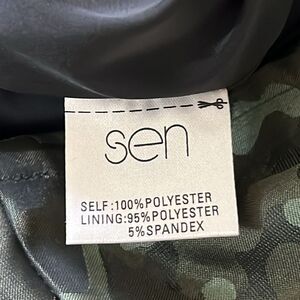 sen
SELF:100%POLYESTER
LINING:95%POLYESTER
5%SPANDEX